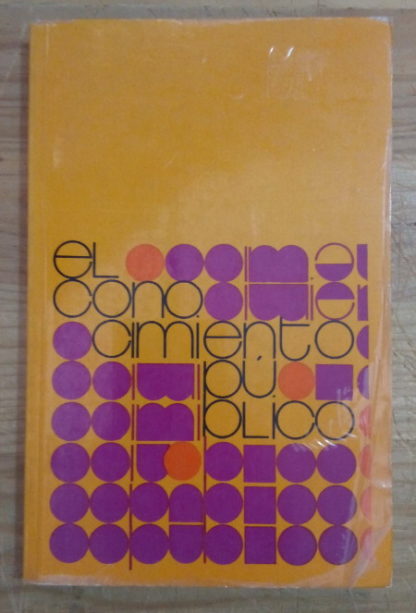 el
cono
cimiento
pú
blico